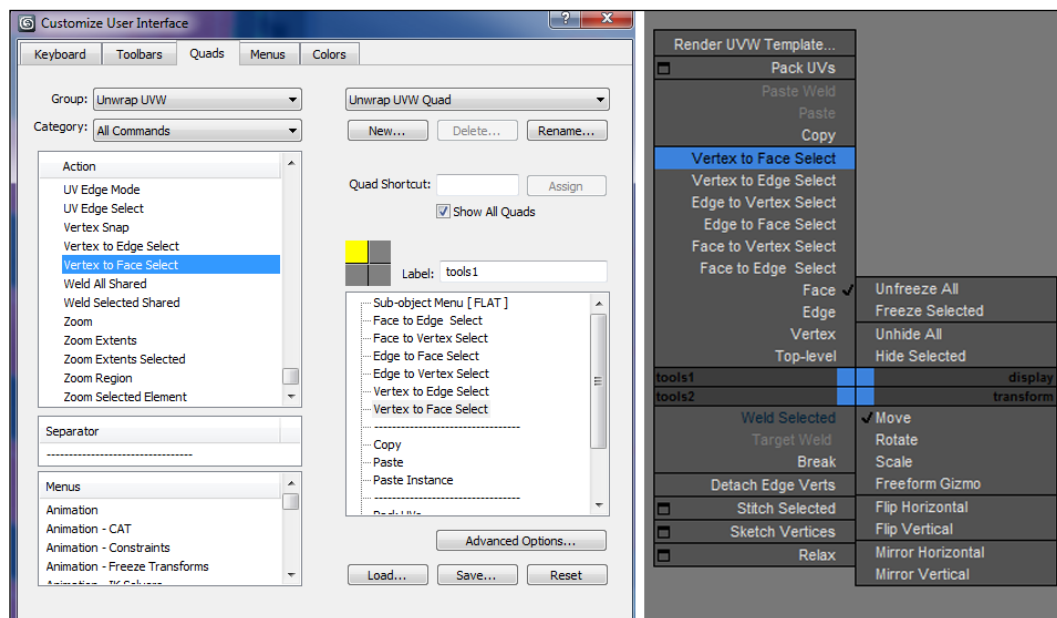 Customize User Interface
?
Keyboard Toolbars Quads Menus Colors
Group: Unwrap UVW
Category: All Commands
Action
UV Edge Mode
UV Edge Select
Vertex Snap
Vertex to Edge Select
Vertex to Face Select
Weld All Shared
Weld Selected Shared
Zoom
Zoom Extents
Zoom Extents Selected
Zoom Region
Zoom Selected Element
Separator
---------------------------------
Menus
Animation
Animation - CAT
Animation - Constraints
Animation - Freeze Transforms
Animation - IK Solvers
Unwrap UVW Quad
New... Delete... Rename...
Quad Shortcut: Assign
Show All Quads
Label: tools1
Sub-object Menu [ FLAT ]
Face to Edge  Select
Face to Vertex Select
Edge to Face Select
Edge to Vertex Select
Vertex to Edge Select
Vertex to Face Select
---------------------------------
Copy
Paste
Paste Instance
---------------------------------
Pack UVs
Advanced Options...
Load... Save... Reset
Render UVW Template...
Pack UVs
Paste Weld
Paste
Copy
Vertex to Face Select
Vertex to Edge Select
Edge to Vertex Select
Edge to Face Select
Face to Vertex Select
Face to Edge  Select
Face
Edge
Vertex
Top-level
Unfreeze All
Freeze Selected
Unhide All
Hide Selected
tools1 display
tools2 transform
Weld Selected
Target Weld
Break
Detach Edge Verts
Stitch Selected
Sketch Vertices
Relax
Move
Rotate
Scale
Freeform Gizmo
Flip Horizontal
Flip Vertical
Mirror Horizontal
Mirror Vertical